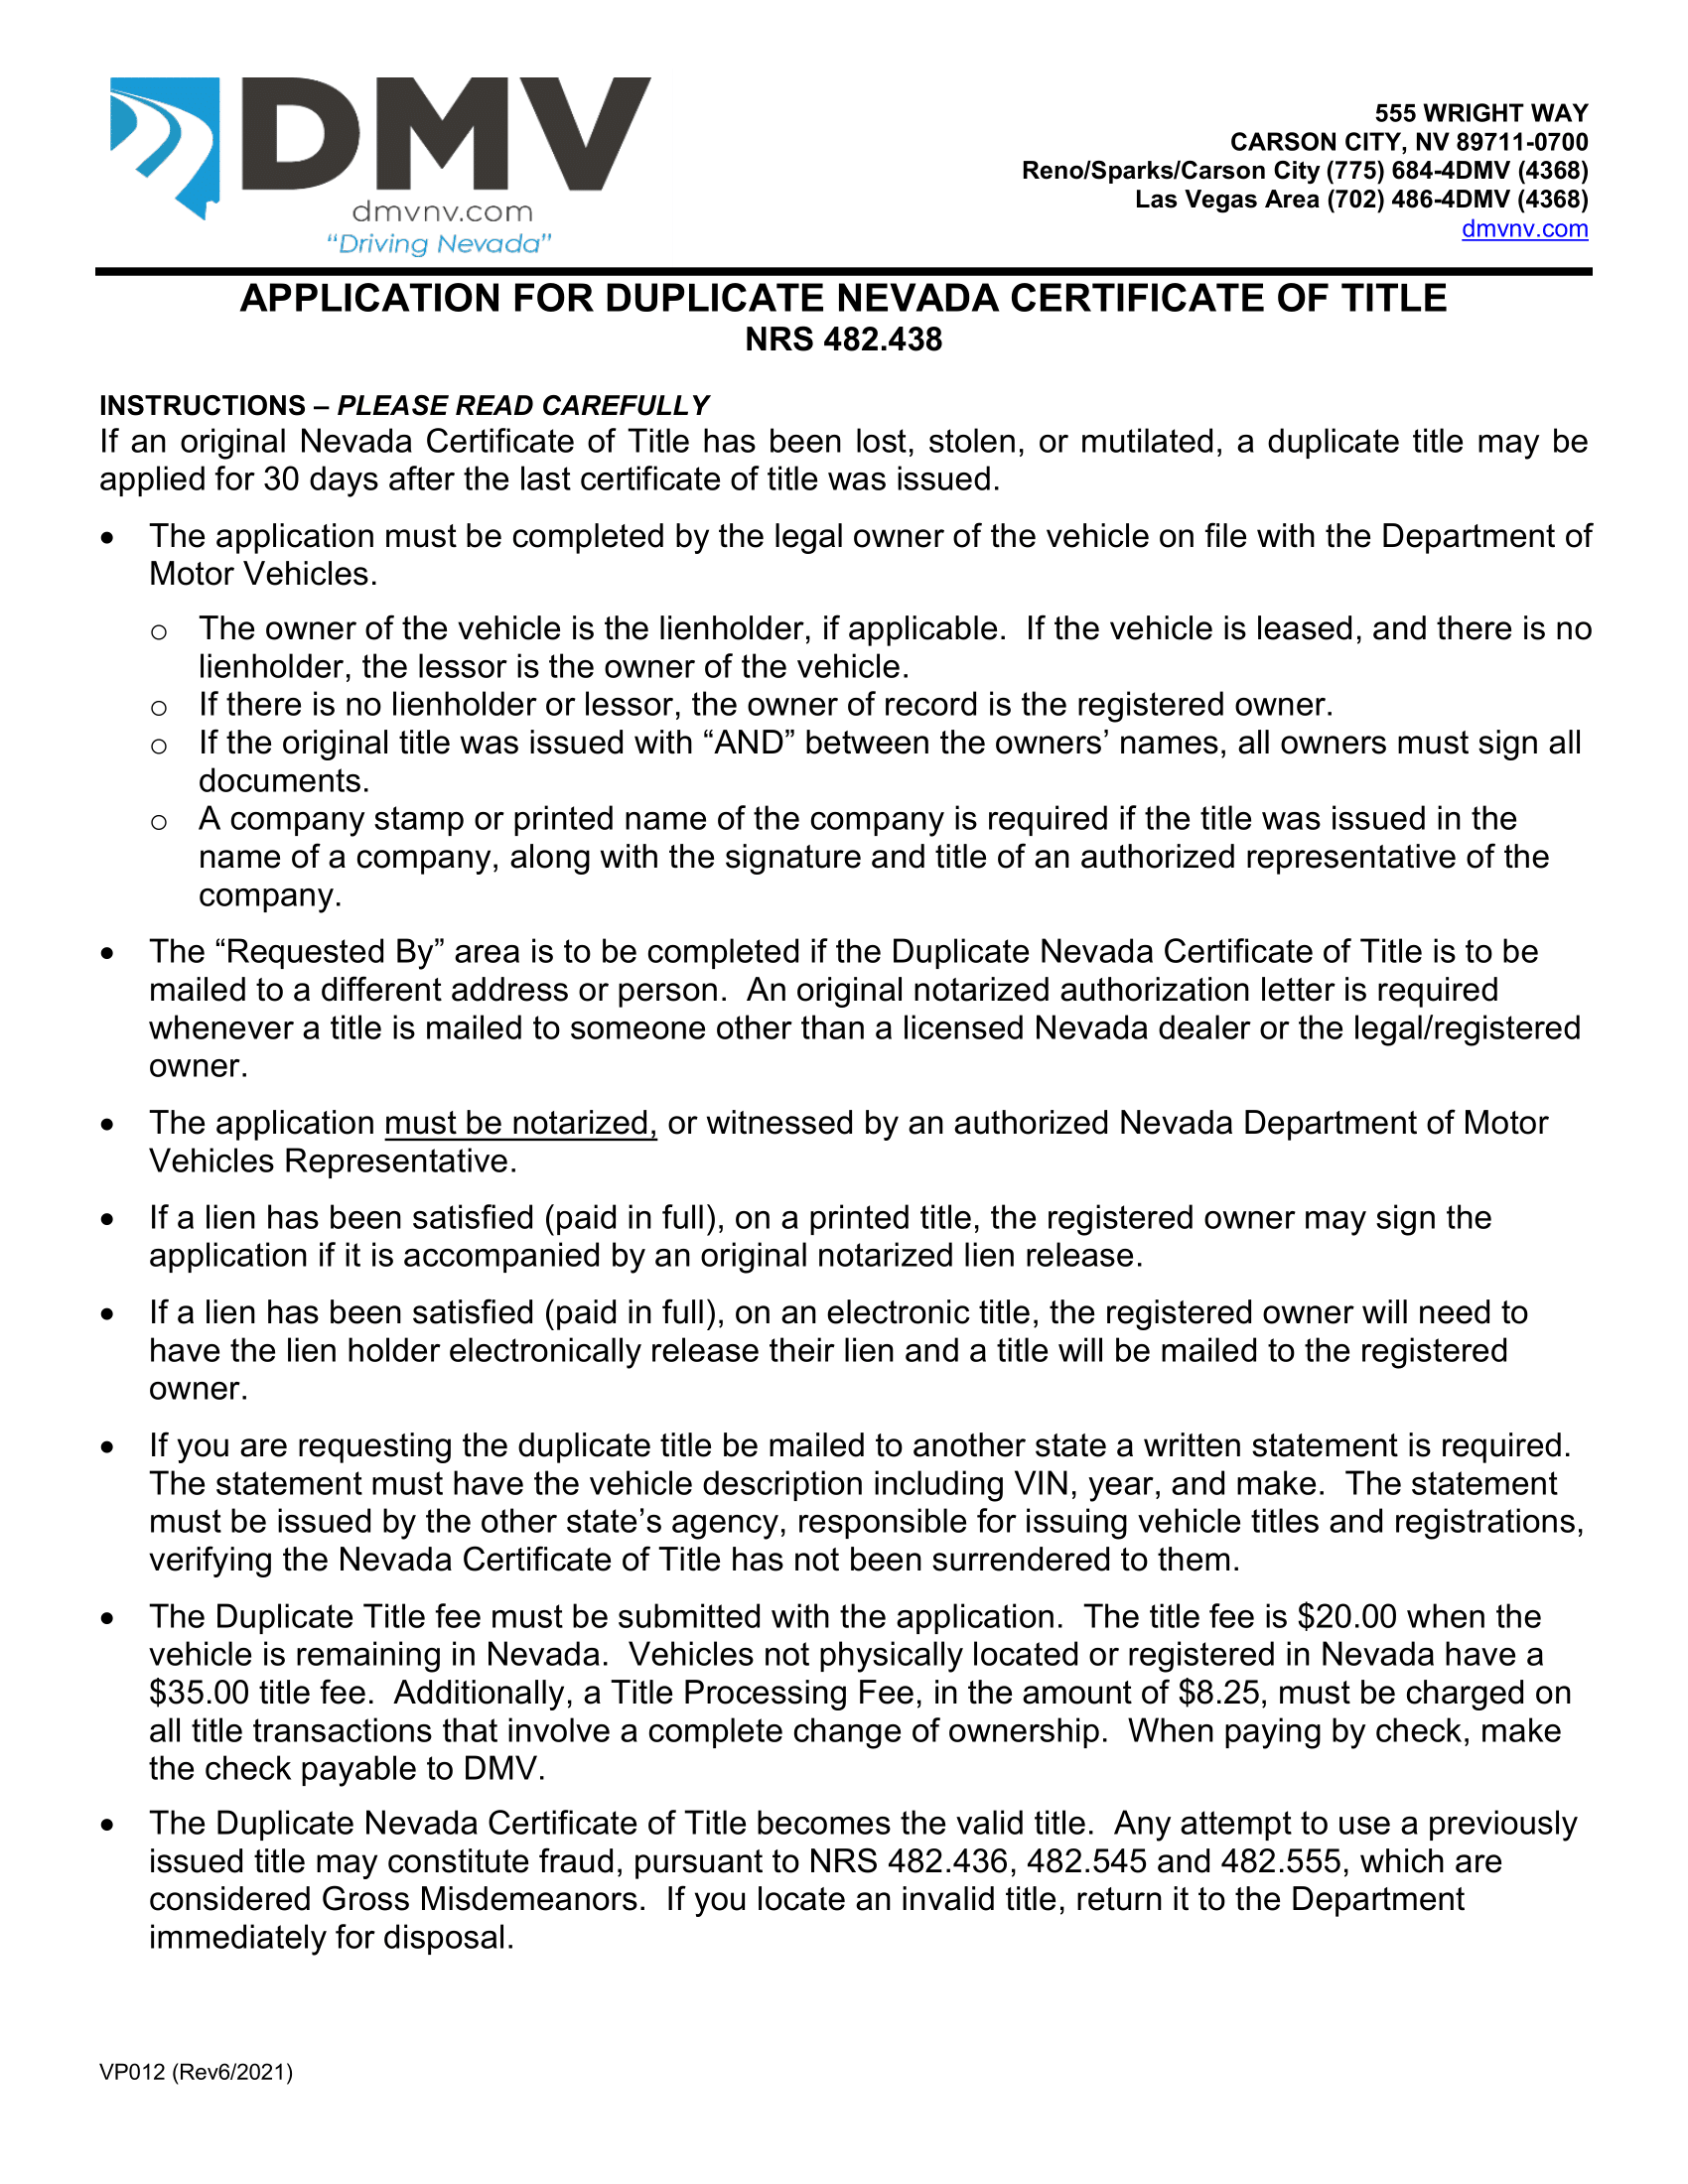 DMV
dmvnv.com
“Driving Nevada”
555 WRIGHT WAY
CARSON CITY, NV 89711-0700
Reno/Sparks/Carson City (775) 684-4DMV (4368)
Las Vegas Area (702) 486-4DMV (4368)
dmvnv.com
APPLICATION FOR DUPLICATE NEVADA CERTIFICATE OF TITLE
NRS 482.438
INSTRUCTIONS – PLEASE READ CAREFULLY
If an original Nevada Certificate of Title has been lost, stolen, or mutilated, a duplicate title may be
applied for 30 days after the last certificate of title was issued.
• The application must be completed by the legal owner of the vehicle on file with the Department of
Motor Vehicles.
o The owner of the vehicle is the lienholder, if applicable.  If the vehicle is leased, and there is no
lienholder, the lessor is the owner of the vehicle.
o If there is no lienholder or lessor, the owner of record is the registered owner.
o If the original title was issued with “AND” between the owners’ names, all owners must sign all
documents.
o A company stamp or printed name of the company is required if the title was issued in the
name of a company, along with the signature and title of an authorized representative of the
company.
• The “Requested By” area is to be completed if the Duplicate Nevada Certificate of Title is to be
mailed to a different address or person.  An original notarized authorization letter is required
whenever a title is mailed to someone other than a licensed Nevada dealer or the legal/registered
owner.
• The application must be notarized, or witnessed by an authorized Nevada Department of Motor
Vehicles Representative.
• If a lien has been satisfied (paid in full), on a printed title, the registered owner may sign the
application if it is accompanied by an original notarized lien release.
• If a lien has been satisfied (paid in full), on an electronic title, the registered owner will need to
have the lien holder electronically release their lien and a title will be mailed to the registered
owner.
• If you are requesting the duplicate title be mailed to another state a written statement is required.
The statement must have the vehicle description including VIN, year, and make.  The statement
must be issued by the other state’s agency, responsible for issuing vehicle titles and registrations,
verifying the Nevada Certificate of Title has not been surrendered to them.
• The Duplicate Title fee must be submitted with the application.  The title fee is $20.00 when the
vehicle is remaining in Nevada.  Vehicles not physically located or registered in Nevada have a
$35.00 title fee.  Additionally, a Title Processing Fee, in the amount of $8.25, must be charged on
all title transactions that involve a complete change of ownership.  When paying by check, make
the check payable to DMV.
• The Duplicate Nevada Certificate of Title becomes the valid title.  Any attempt to use a previously
issued title may constitute fraud, pursuant to NRS 482.436, 482.545 and 482.555, which are
considered Gross Misdemeanors.  If you locate an invalid title, return it to the Department
immediately for disposal.
VP012 (Rev6/2021)